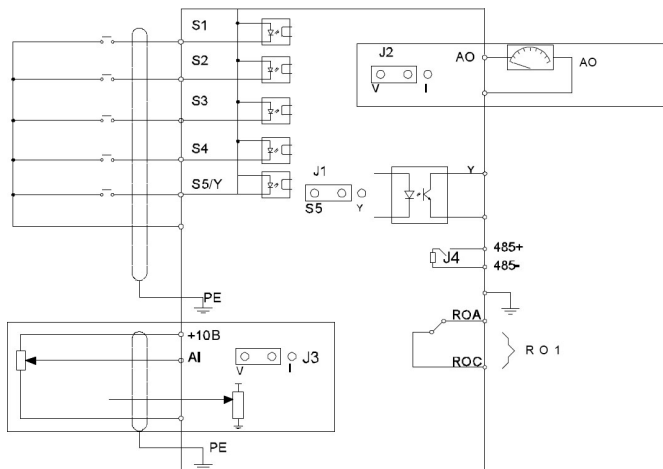 S1
S2
S3
S4
S5/Y
PE
J1
S5 Y
J2
V I
AO
AO
Y
485+
J4
485-
ROA
ROC
RO1
+10B
AI
J3
V I
PE